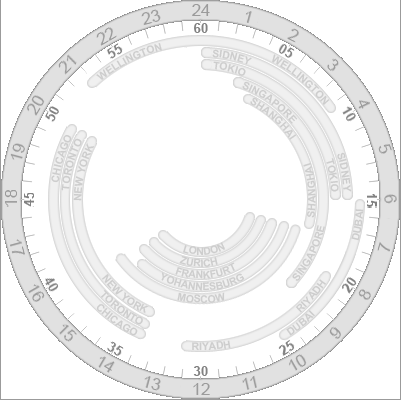 24
1
2
3
4
5
6
7
8
9
10
11
12
13
14
15
16
17
18
19
20
21
22
23
60
05
10
15
20
25
30
35
40
45
50
55
WELLINGTON
WELLINGTON
SIDNEY
SIDNEY
TOKIO
TOKIO
SINGAPORE
SINGAPORE
SHANGHAI
SHANGHAI
DUBAI
DUBAI
RIYADH
RIYADH
CHICAGO
CHICAGO
TORONTO
TORONTO
NEW YORK
NEW YORK
LONDON
ZURICH
FRANKFURT
YOHANNESBURG
MOSCOW